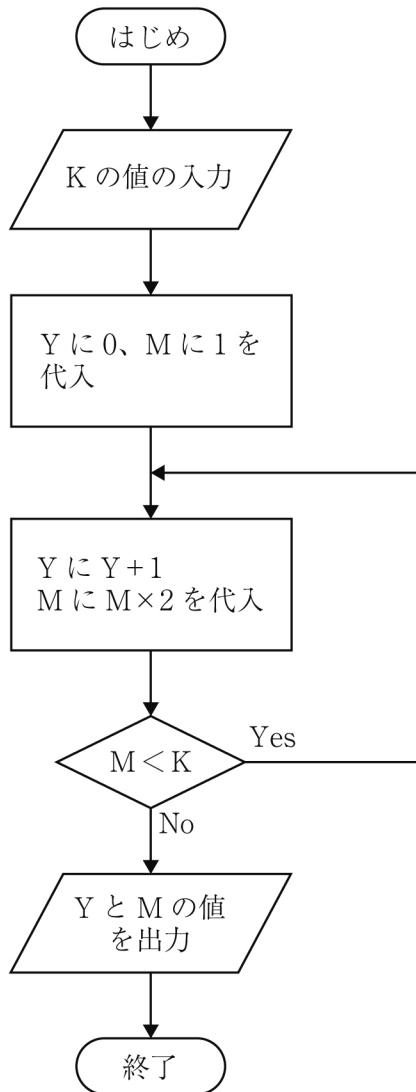 はじめ
K の値の入力
Y に 0、M に 1 を
代入
Y に Y+1
M に M×2 を代入
M＜K
Yes
No
Y と M の値
を出力
終了